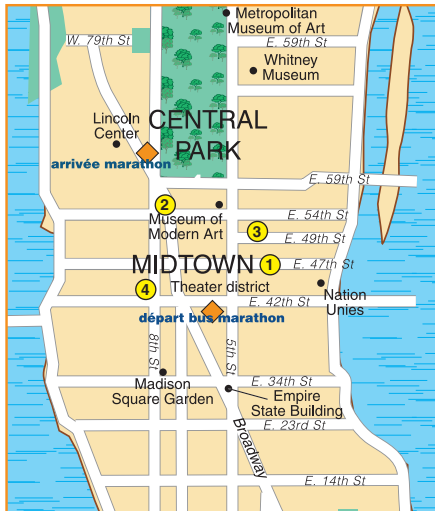 Metropolitan
Museum of Art
W. 79th St
E. 59th St
Whitney
Museum
Lincoln
Center
CENTRAL
PARK
arrivée marathon
E. 59th St
2
Museum of
Modern Art
E. 54th St
3
E. 49th St
MIDTOWN
1
E. 47th St
4
Theater district
Nation
Unies
E. 42th St
départ bus marathon
8th St
5th St
Madison
Square Garden
E. 34th St
Empire
State Building
Broadway
E. 23rd St
E. 14th St